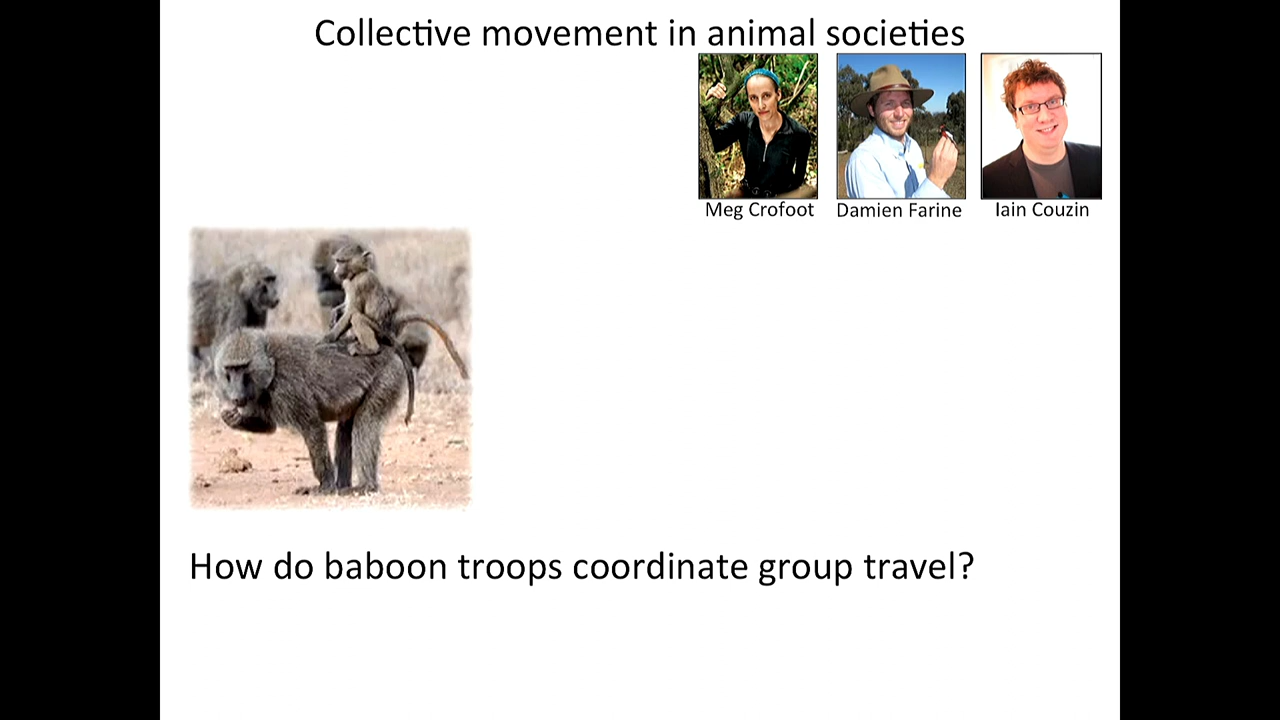 Collective movement in animal societies
Meg Crofoot
Damien Farine
Iain Couzin
How do baboon troops coordinate group travel?